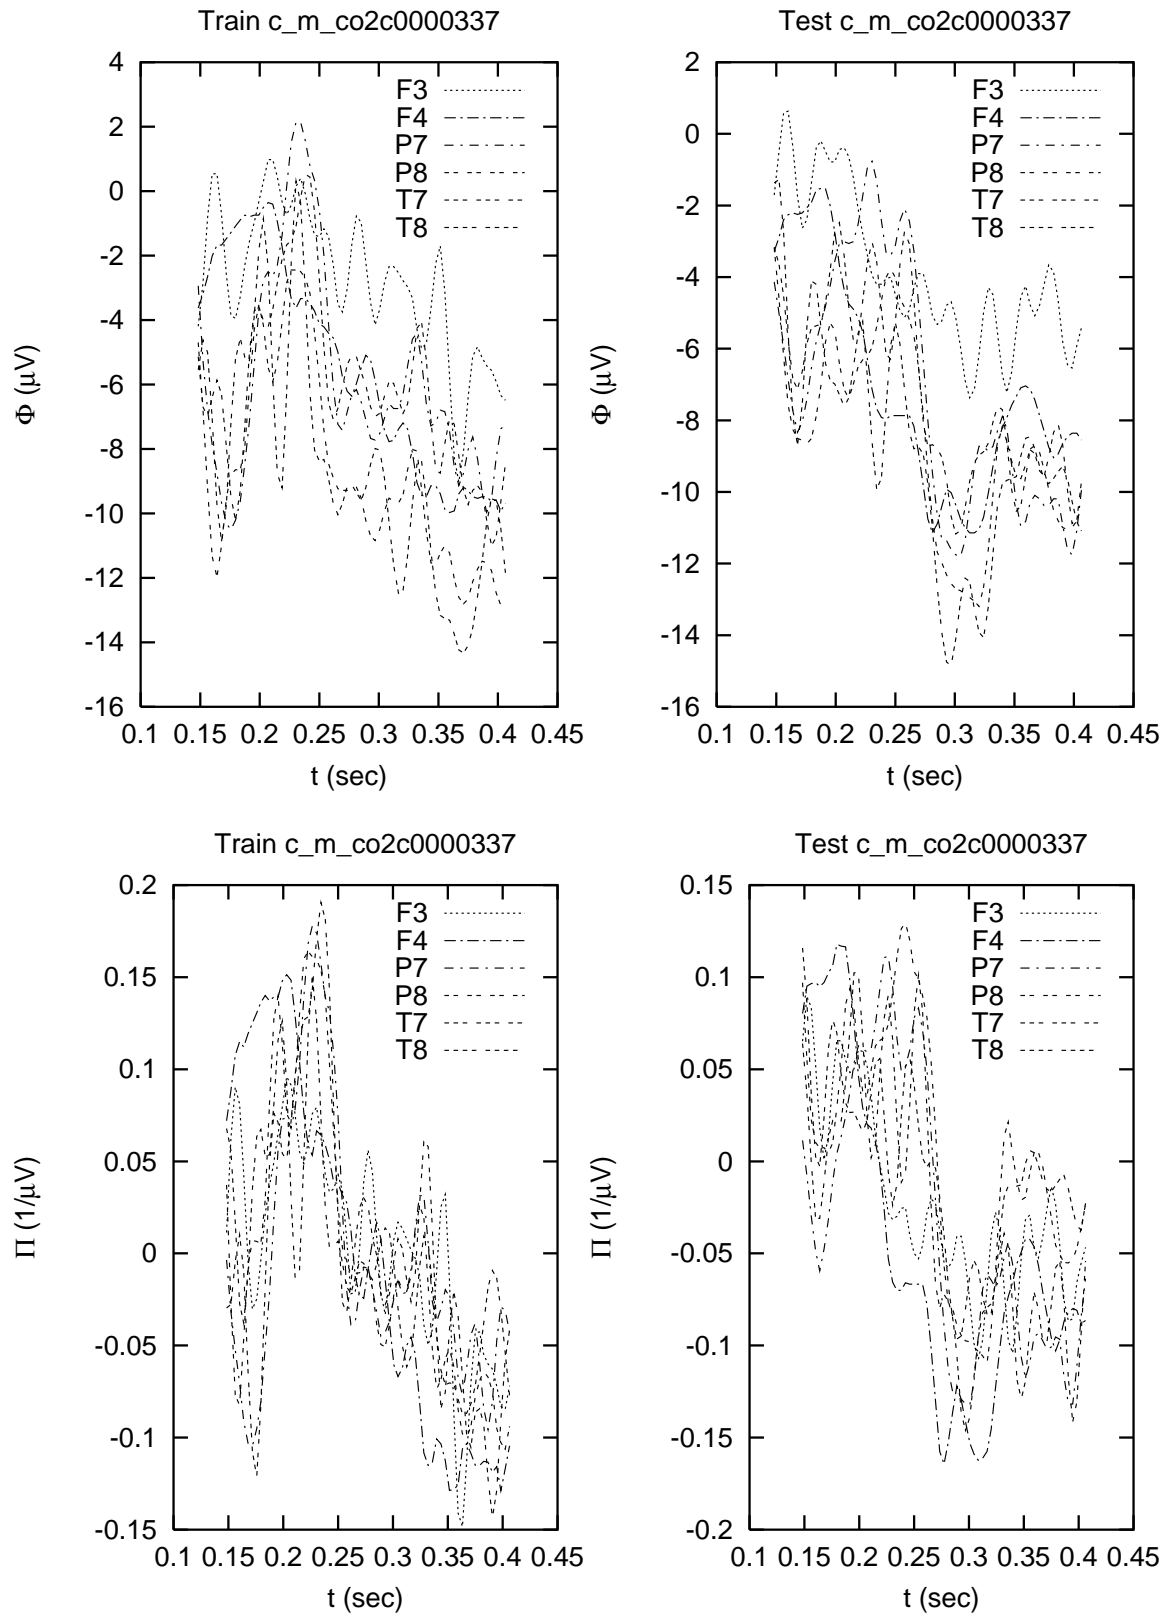 Train c_m_co2c0000337
Φ (μV)
4
2
0
-2
-4
-6
-8
-10
-12
-14
-16
0.1 0.15 0.2 0.25 0.3 0.35 0.4 0.45
t (sec)
F3
F4
P7
P8
T7
T8
Test c_m_co2c0000337
Φ (μV)
2
0
-2
-4
-6
-8
-10
-12
-14
-16
0.1 0.15 0.2 0.25 0.3 0.35 0.4 0.45
t (sec)
F3
F4
P7
P8
T7
T8
Train c_m_co2c0000337
Π (1/μV)
0.2
0.15
0.1
0.05
0
-0.05
-0.1
-0.15
0.1 0.15 0.2 0.25 0.3 0.35 0.4 0.45
t (sec)
F3
F4
P7
P8
T7
T8
Test c_m_co2c0000337
Π (1/μV)
0.15
0.1
0.05
0
-0.05
-0.1
-0.15
-0.2
0.1 0.15 0.2 0.25 0.3 0.35 0.4 0.45
t (sec)
F3
F4
P7
P8
T7
T8